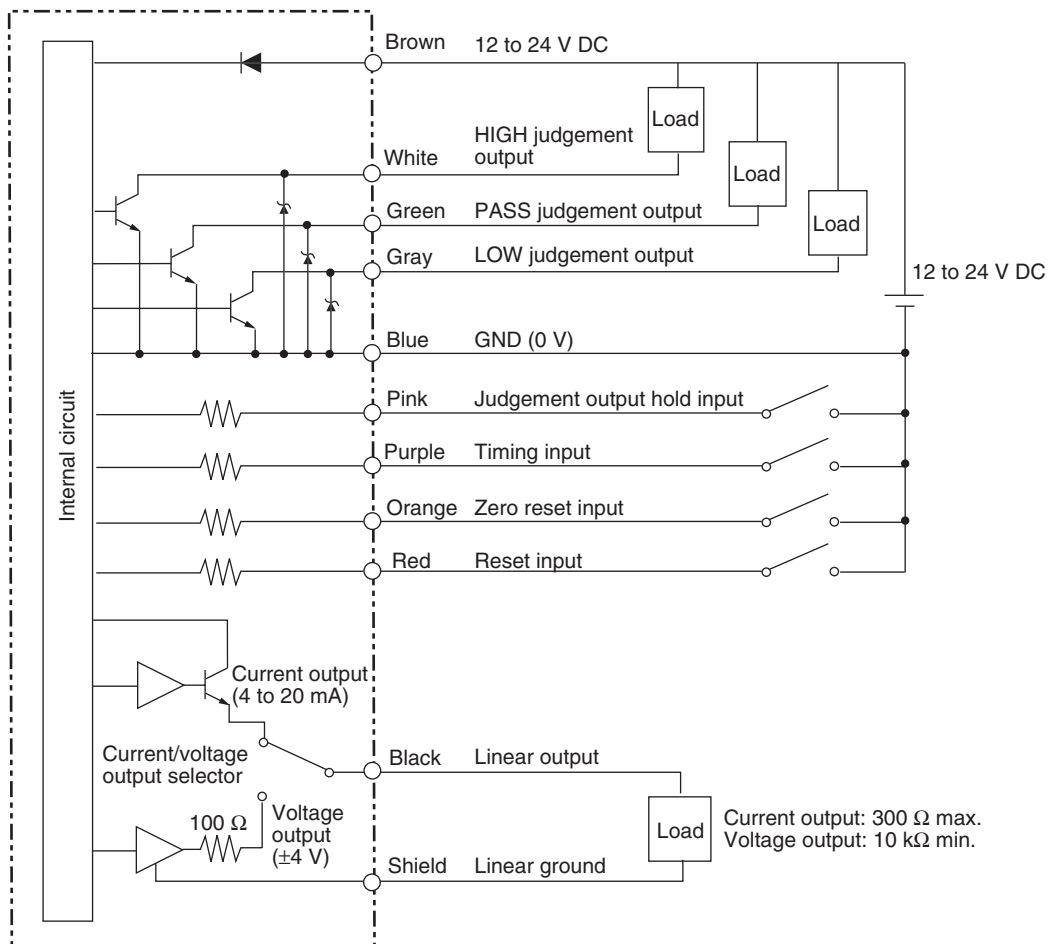 Brown 12 to 24 V DC
Load
HIGH judgement
output
White
Load
Green PASS judgement output
Load
Gray LOW judgement output
12 to 24 V DC
Blue GND (0 V)
Internal circuit
Pink Judgement output hold input
Purple Timing input
Orange Zero reset input
Red Reset input
Current output
(4 to 20 mA)
Current/voltage
output selector
Black Linear output
100 Ω
Voltage
output
(±4 V)
Load
Current output: 300 Ω max.
Voltage output: 10 kΩ min.
Shield Linear ground